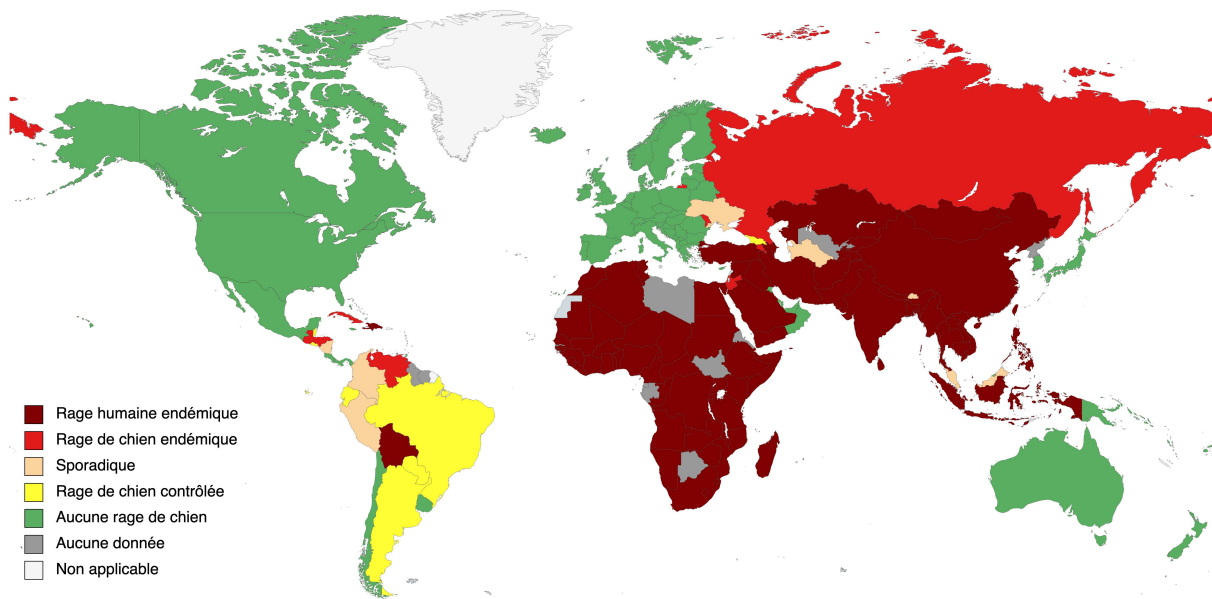 Rage humaine endémique
Rage de chien endémique
Sporadique
Rage de chien contrôlée
Aucune rage de chien
Aucune donnée
Non applicable